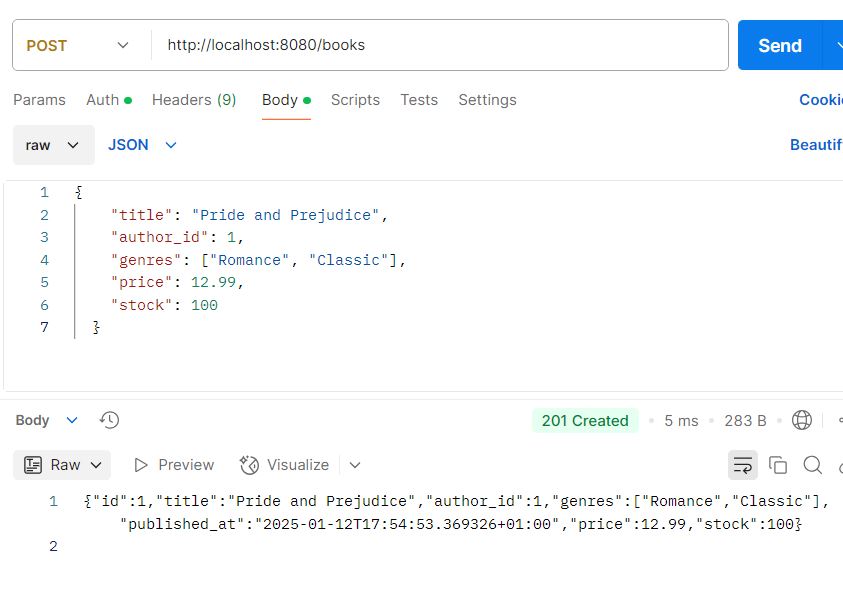 POST http://localhost:8080/books Send
Params Auth Headers (9) Body Scripts Tests Settings Cooki
raw JSON Beautif
1 {
2 "title": "Pride and Prejudice",
3 "author_id": 1,
4 "genres": ["Romance", "Classic"],
5 "price": 12.99,
6 "stock": 100
7 }
Body 201 Created 5 ms 283 B
Raw Preview Visualize
1 {"id":1,"title":"Pride and Prejudice","author_id":1,"genres":["Romance","Classic"],
"published_at":"2025-01-12T17:54:53.369326+01:00","price":12.99,"stock":100}
2